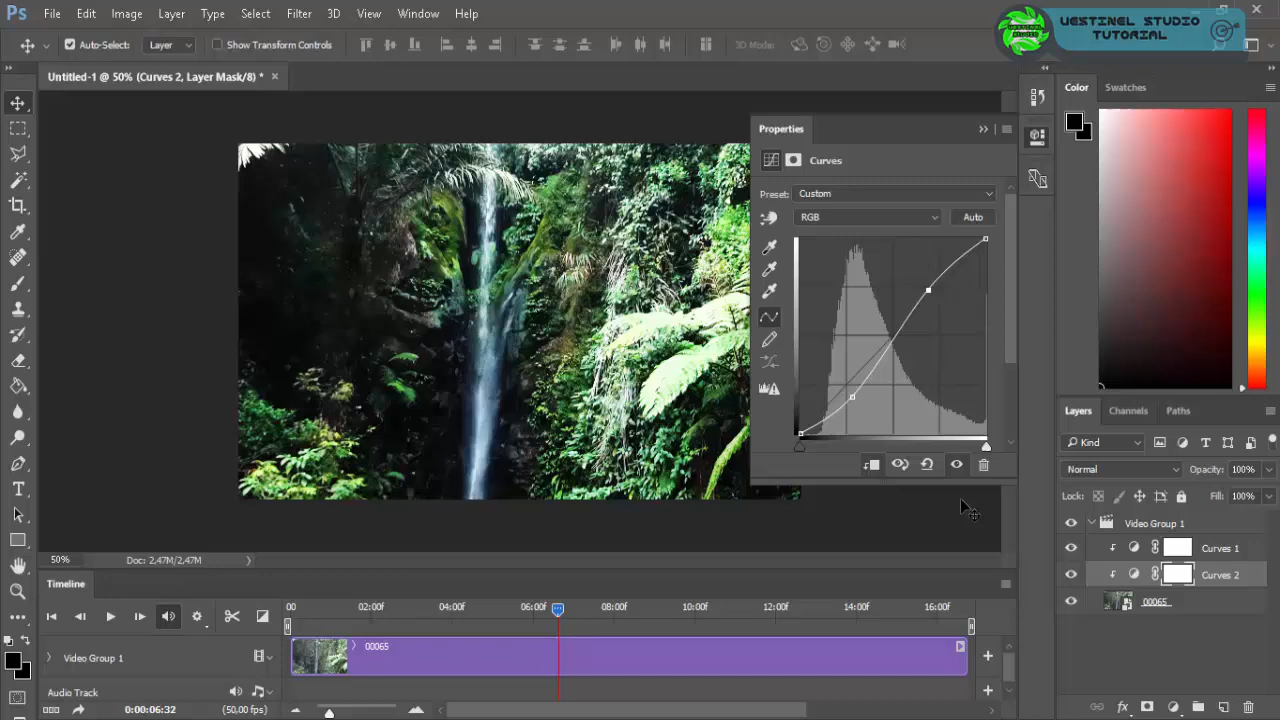 Ps File Edit Image Layer Type Select Filter 3D View Window Help
VESTINEL STUDIO
TUTORIAL
Auto-Select: Layer Show Transform Controls 3D Mode:
Untitled-1 @ 50% (Curves 2, Layer Mask/8) * ×
Color Swatches
Properties
Curves
Preset: Custom
RGB Auto
Layers Channels Paths
Kind
Normal Opacity: 100%
Lock: Fill: 100%
Video Group 1
Curves 1
Curves 2
00065
50% Doc: 2,47M/2,47M
Timeline
00 02:00f 04:00f 06:00f 08:00f 10:00f 12:00f 14:00f 16:00f
00065
Video Group 1
Audio Track
0:00:06:32 (50,00 fps)